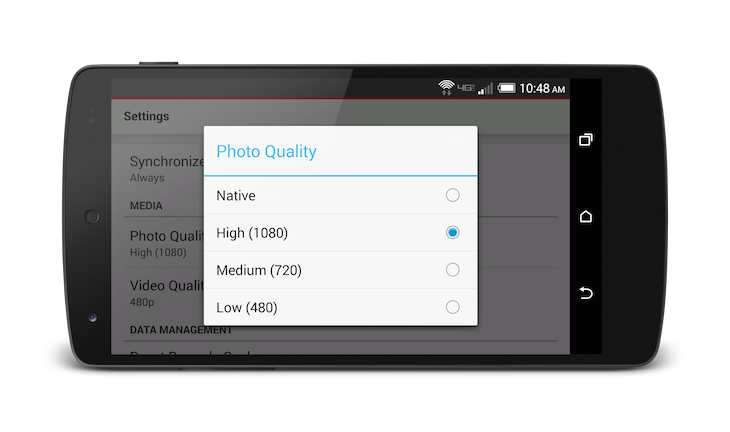 4G 10:48 AM
Settings
Photo Quality
Synchronize
Always
Native
MEDIA
High (1080)
Photo Qualit
High (1080)
Medium (720)
Video Qualit
480p
Low (480)
DATA MANAGEMENT